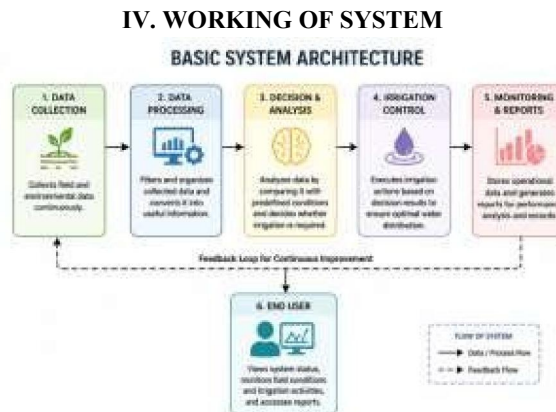 IV. WORKING OF SYSTEM
BASIC SYSTEM ARCHITECTURE
1. DATA
COLLECTION
Collects field and
environmental data
continuously.
2. DATA
PROCESSING
Filters and organizes
collected data and
converts it into
useful information.
3. DECISION &
ANALYSIS
Analyzes data by
comparing it with
predefined conditions
and decides whether
irrigation is required.
4. IRRIGATION
CONTROL
Executes irrigation
actions based on
decision results to
ensure optimal water
distribution.
5. MONITORING
& REPORTS
Stores operational
data and generates
reports for performance
analysis and records.
Feedback Loop for Continuous Improvement
6. END USER
Views system status,
monitors field conditions
and irrigation activities,
and accesses reports.
FLOW OF SYSTEM
Data / Process Flow
Feedback Flow